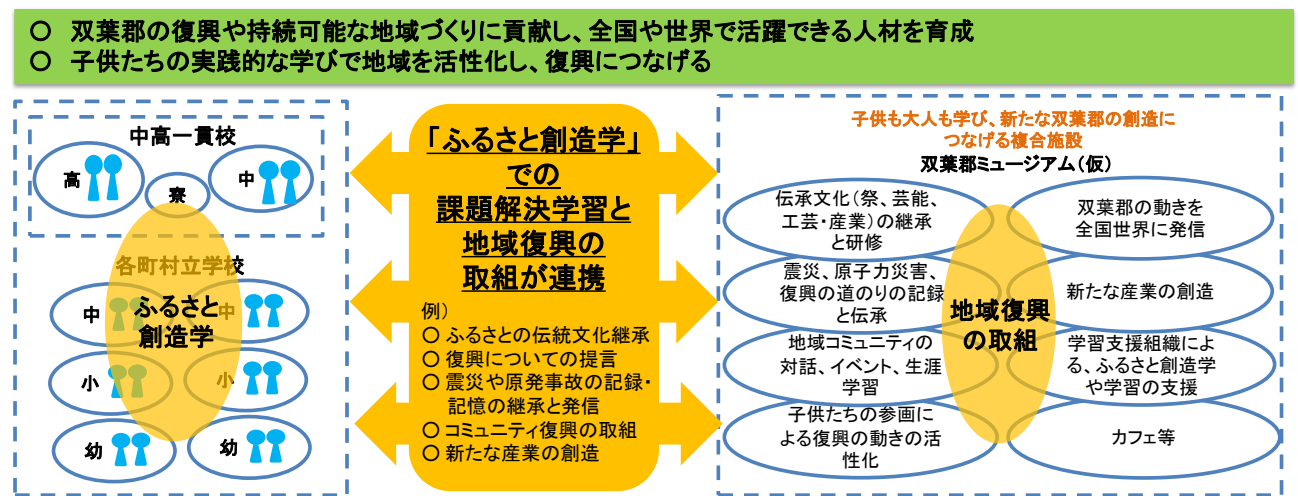 〇 双葉郡の復興や持続可能な地域づくりに貢献し、全国や世界で活躍できる人材を育成
〇 子供たちの実践的な学びで地域を活性化し、復興につなげる
中高一貫校
高
寮
中
各町村立学校
中
中
ふるさと
創造学
小
小
幼
幼
「ふるさと創造学」
での
課題解決学習と
地域復興の
取組が連携
例）
〇 ふるさとの伝統文化継承
〇 復興についての提言
〇 震災や原発事故の記録・
記憶の継承と発信
〇 コミュニティ復興の取組
〇 新たな産業の創造
子供も大人も学び、新たな双葉郡の創造に
つなげる複合施設
双葉郡ミュージアム（仮）
伝承文化（祭、芸能、
工芸・産業）の継承
と研修
双葉郡の動きを
全国世界に発信
震災、原子力災害、
復興の道のりの記録
と伝承
新たな産業の創造
地域復興
の取組
地域コミュニティの
対話、イベント、生涯
学習
学習支援組織によ
る、ふるさと創造学
や学習の支援
子供たちの参画に
よる復興の動きの活
性化
カフェ等